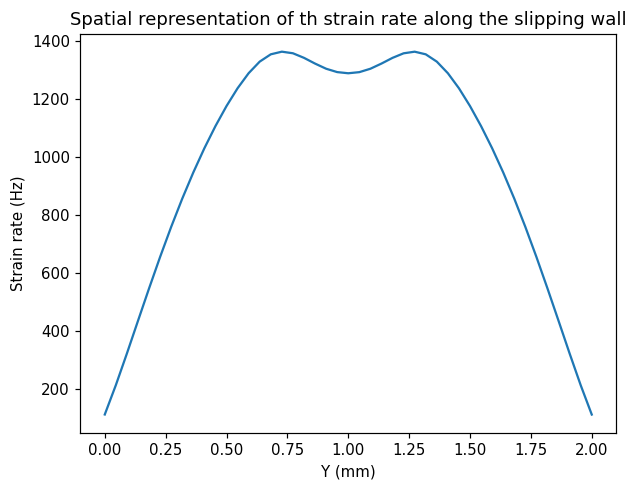 Spatial representation of th strain rate along the slipping wall
1400
1200
1000
800
600
400
200
Strain rate (Hz)
0.00 0.25 0.50 0.75 1.00 1.25 1.50 1.75 2.00
Y (mm)